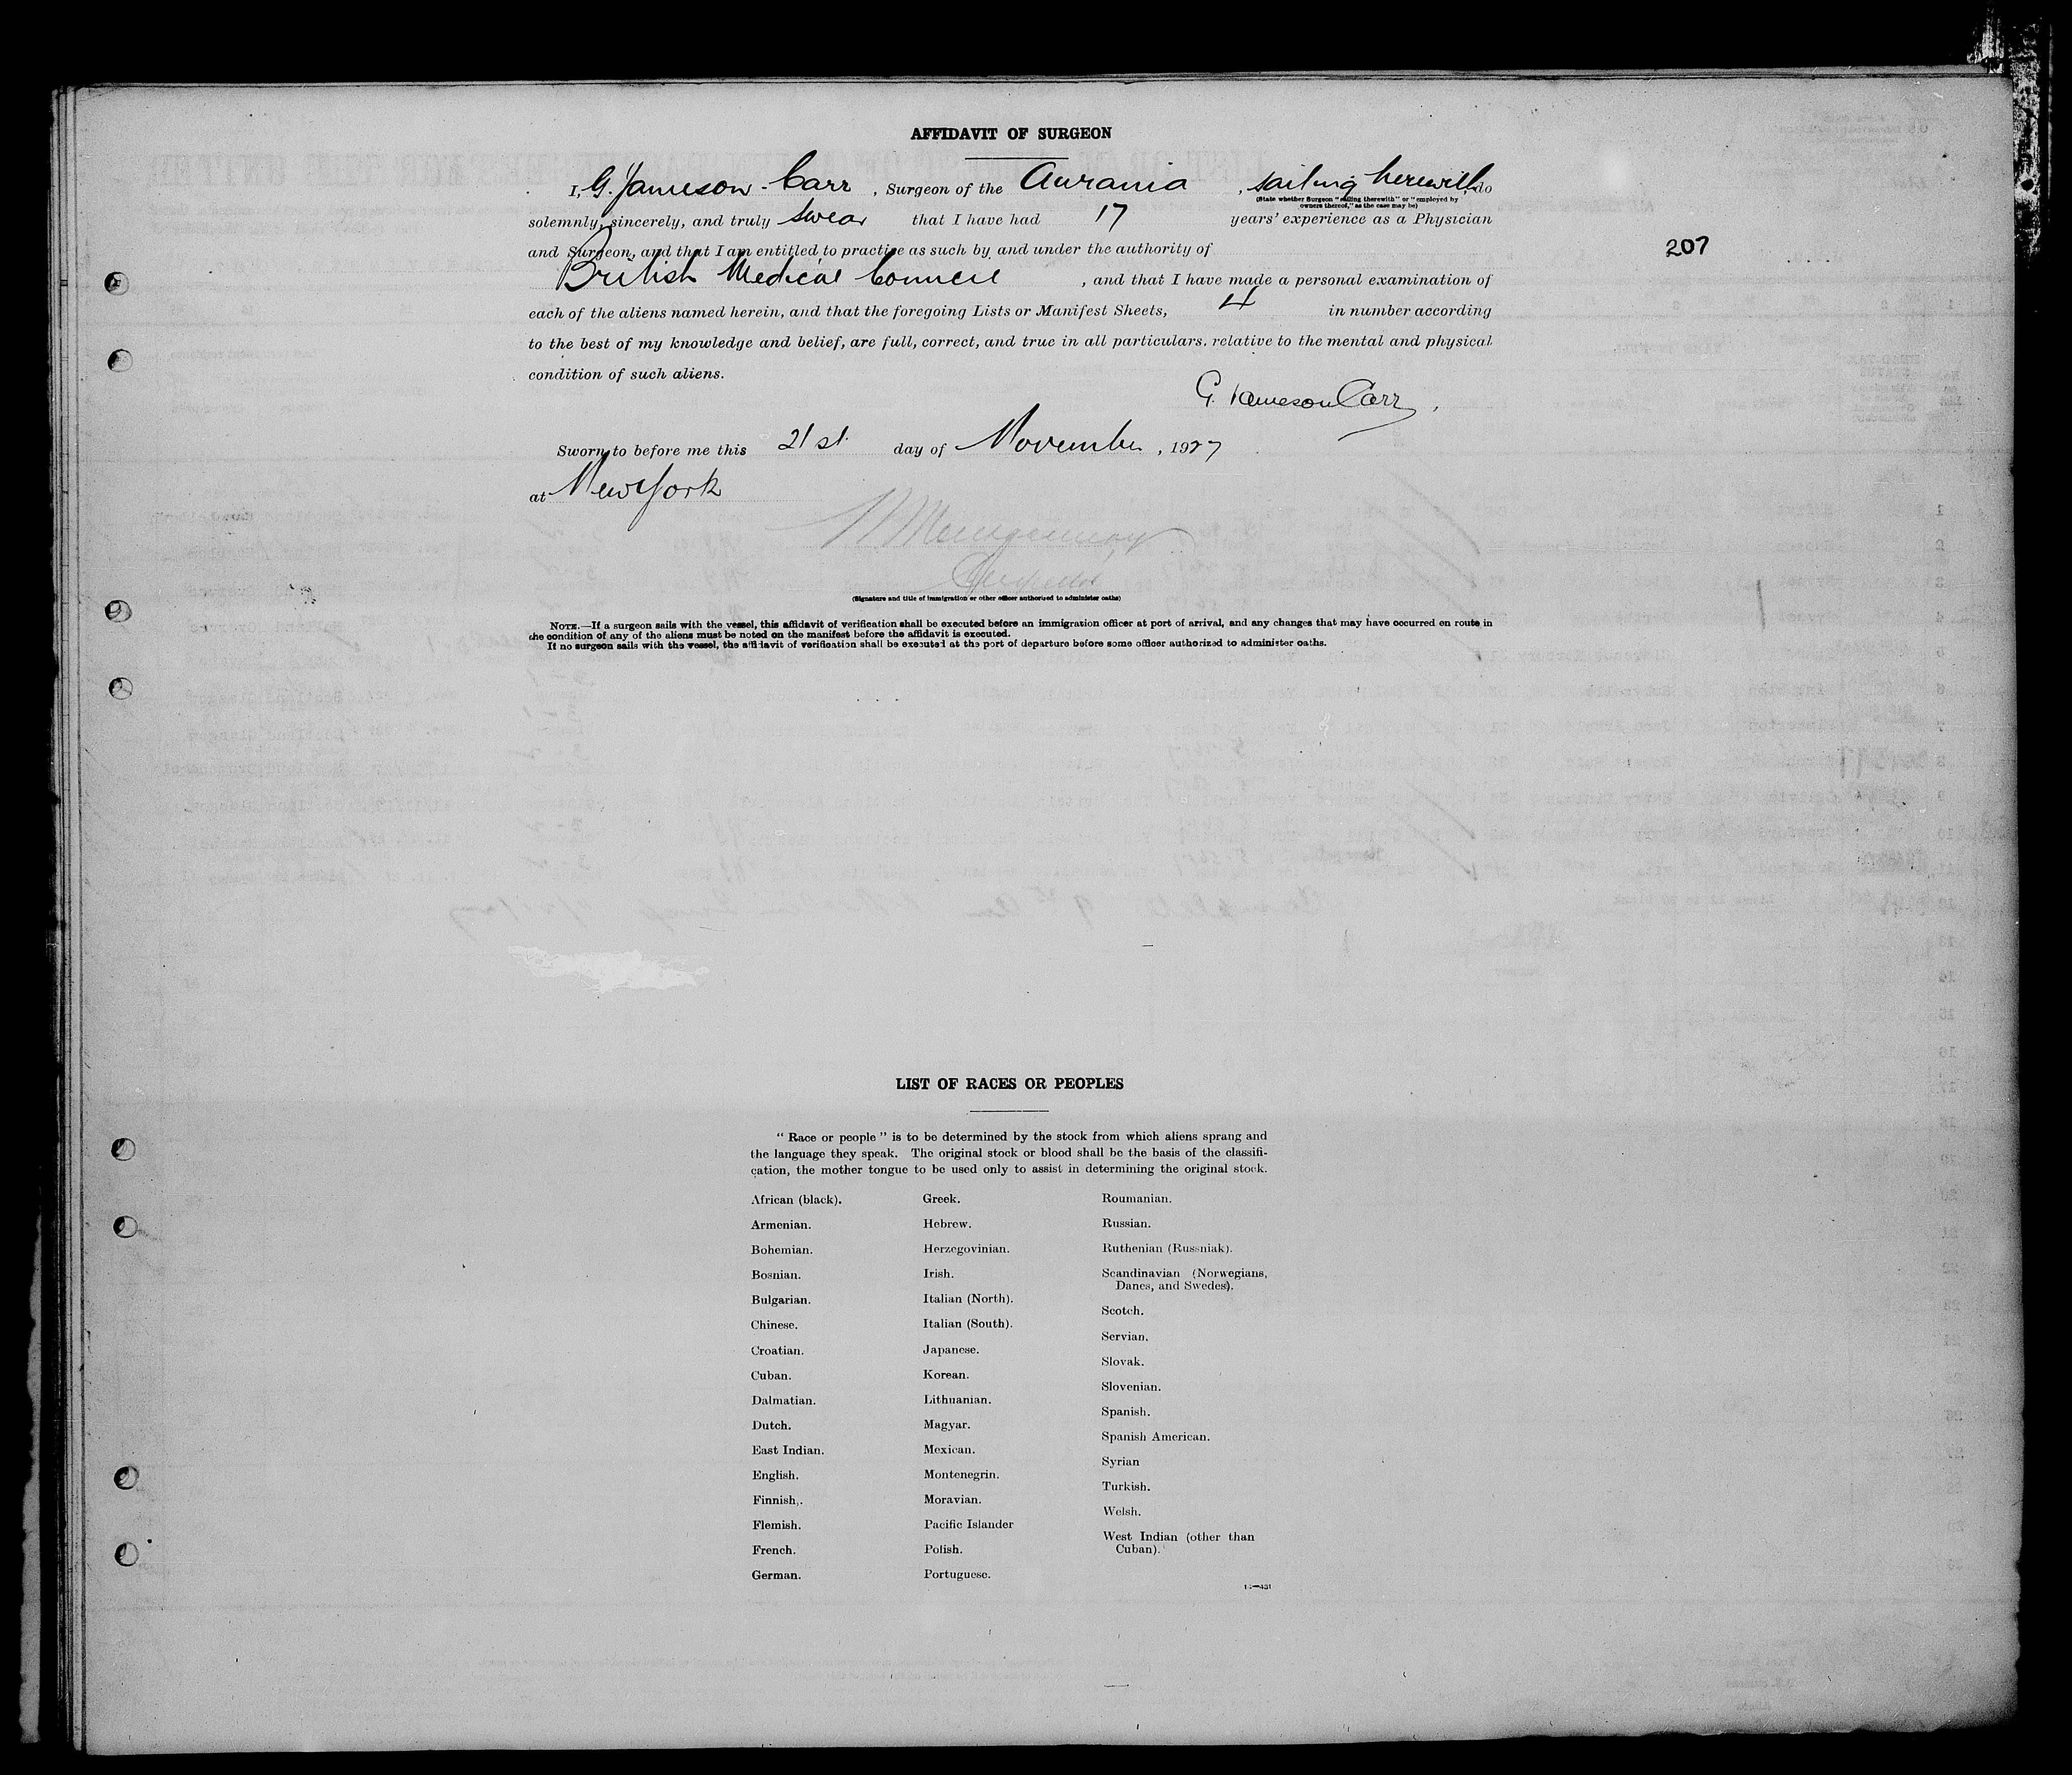 AFFIDAVIT OF SURGEON
I, G. Jameson-Carr, Surgeon of the Aurania, sailing herewith, do
(State whether Surgeon "sailing therewith" or "employed by
owners thereof," as the case may be)
solemnly, sincerely, and truly swear that I have had 17 years' experience as a Physician
and Surgeon, and that I am entitled to practise as such by and under the authority of
207
British Medical Council, and that I have made a personal examination of
each of the aliens named herein, and that the foregoing Lists or Manifest Sheets, 4 in number according
to the best of my knowledge and belief, are full, correct, and true in all particulars, relative to the mental and physical
condition of such aliens.
G. Jameson Carr.
Sworn to before me this 21st day of November, 1927
at New York
Montgomery
(Signature and title of immigration or other officer authorized to administer oaths)
NOTE.—If a surgeon sails with the vessel, this affidavit of verification shall be executed before an immigration officer at port of arrival, and any changes that may have occurred on route in
the condition of any of the aliens must be noted on the manifest before the affidavit is executed.
If no surgeon sails with the vessel, the affidavit of verification shall be executed at the port of departure before some officer authorized to administer oaths.
LIST OF RACES OR PEOPLES
"Race or people" is to be determined by the stock from which aliens sprang and
the language they speak. The original stock or blood shall be the basis of the classifi-
cation, the mother tongue to be used only to assist in determining the original stock.
African (black).
Armenian.
Bohemian.
Bosnian.
Bulgarian.
Chinese.
Croatian.
Cuban.
Dalmatian.
Dutch.
East Indian.
English.
Finnish.
Flemish.
French.
German.
Greek.
Hebrew.
Herzegovinian.
Irish.
Italian (North).
Italian (South).
Japanese.
Korean.
Lithuanian.
Magyar.
Mexican.
Montenegrin.
Moravian.
Pacific Islander
Polish.
Portuguese.
Roumanian.
Russian.
Ruthenian (Russniak).
Scandinavian (Norwegians,
Danes, and Swedes).
Scotch.
Servian.
Slovak.
Slovenian.
Spanish.
Spanish American.
Syrian
Turkish.
Welsh.
West Indian (other than
Cuban).